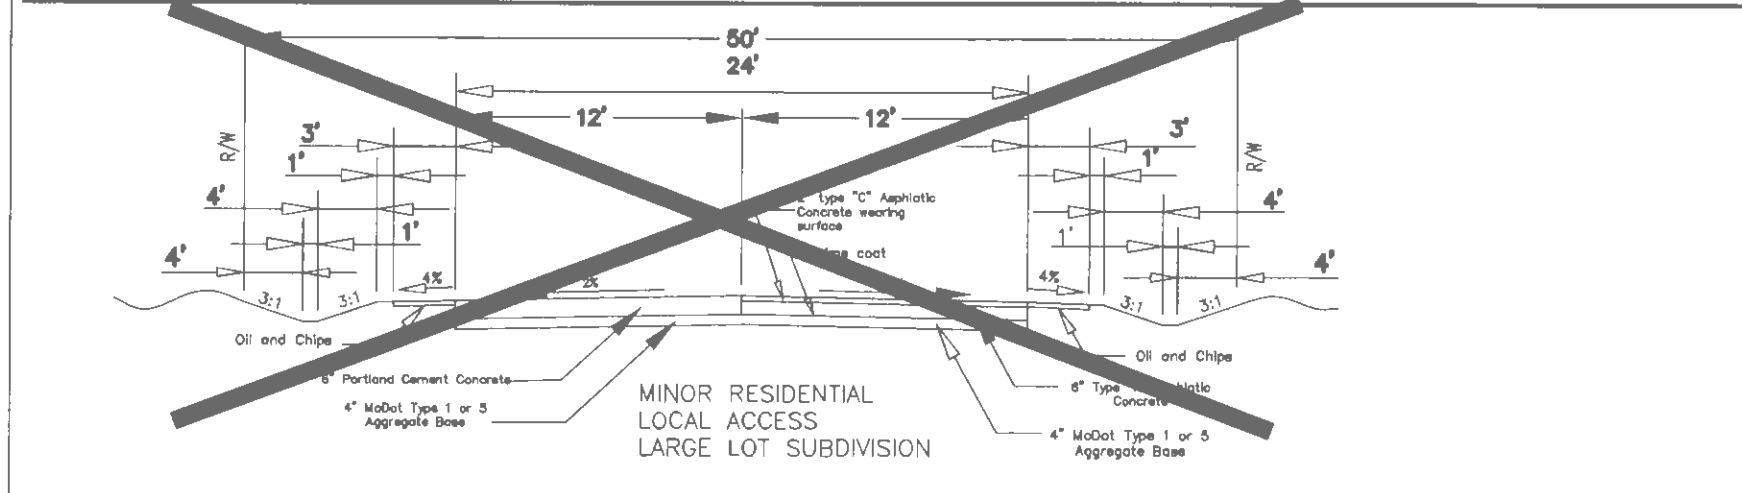 50'
24'
12' 12'
3' 3'
R/W R/W
1' 1'
4' 4'
1' 1'
4' 4'
type "C" Asphlatic
Concrete wearing
surface
coat
4% 2% 4%
3:1 3:1 3:1 3:1
Oil and Chips
Oil and Chips
6" Portland Cement Concrete
6" Type
Concrete
4" MoDot Type 1 or 5
Aggregate Base
4" MoDot Type 1 or 5
Aggregate Base
MINOR RESIDENTIAL
LOCAL ACCESS
LARGE LOT SUBDIVISION